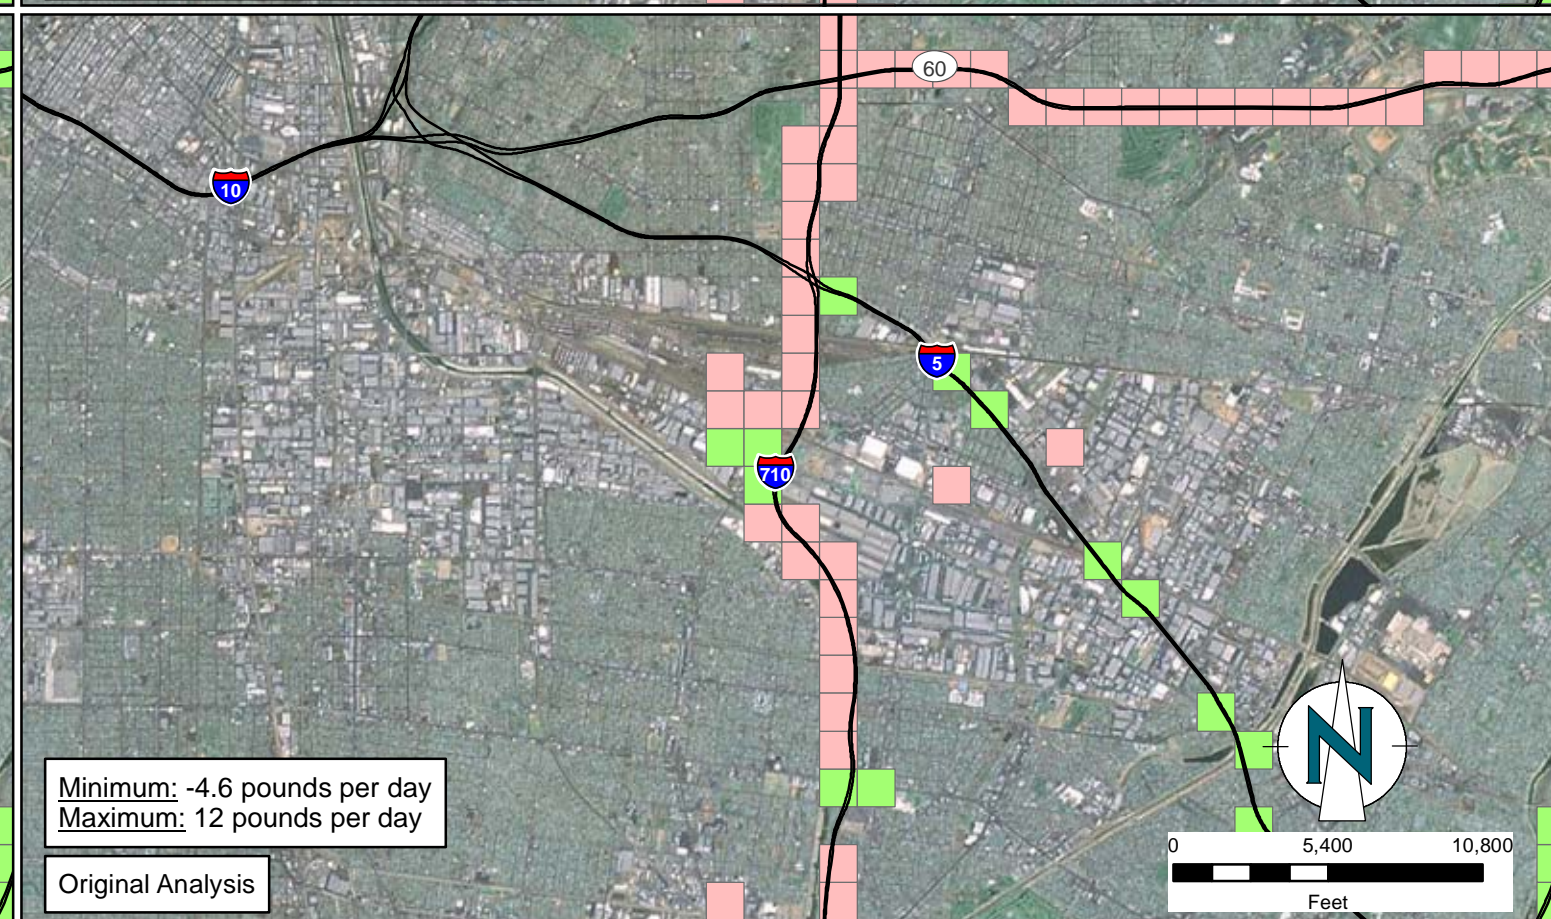 60
10
5
710
Minimum: -4.6 pounds per day
Maximum: 12 pounds per day
Original Analysis
N
0 5,400 10,800
Feet